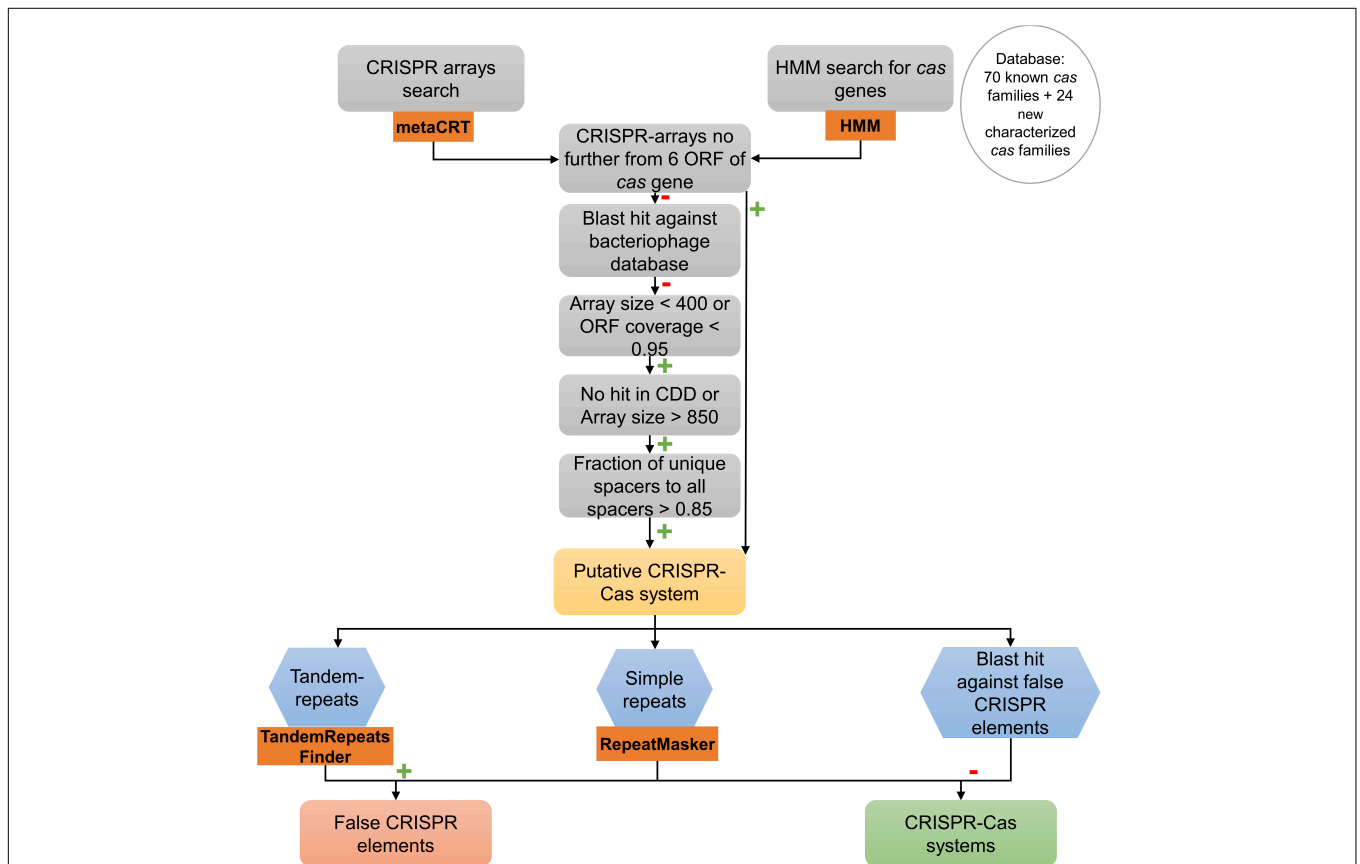 CRISPR arrays
search
metaCRT
HMM search for cas
genes
HMM
Database:
70 known cas
families + 24
new
characterized
cas families
CRISPR-arrays no
further from 6 ORF of
cas gene
-
+
Blast hit against
bacteriophage
database
-
Array size < 400 or
ORF coverage <
0.95
+
No hit in CDD or
Array size > 850
+
Fraction of unique
spacers to all
spacers > 0.85
+
Putative CRISPR-
Cas system
Tandem-
repeats
TandemRepeats
Finder
Simple
repeats
RepeatMasker
Blast hit
against false
CRISPR
elements
+
-
False CRISPR
elements
CRISPR-Cas
systems